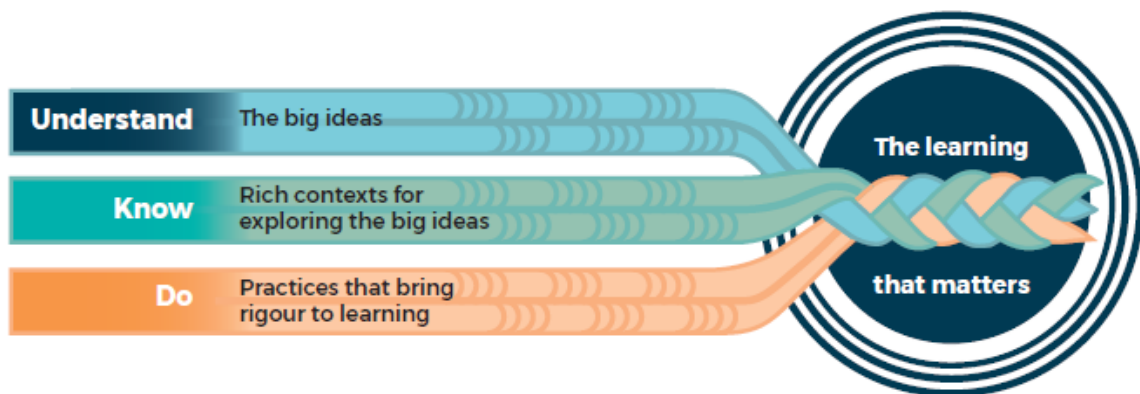 Understand
The big ideas
Know
Rich contexts for
exploring the big ideas
Do
Practices that bring
rigour to learning
The learning
that matters